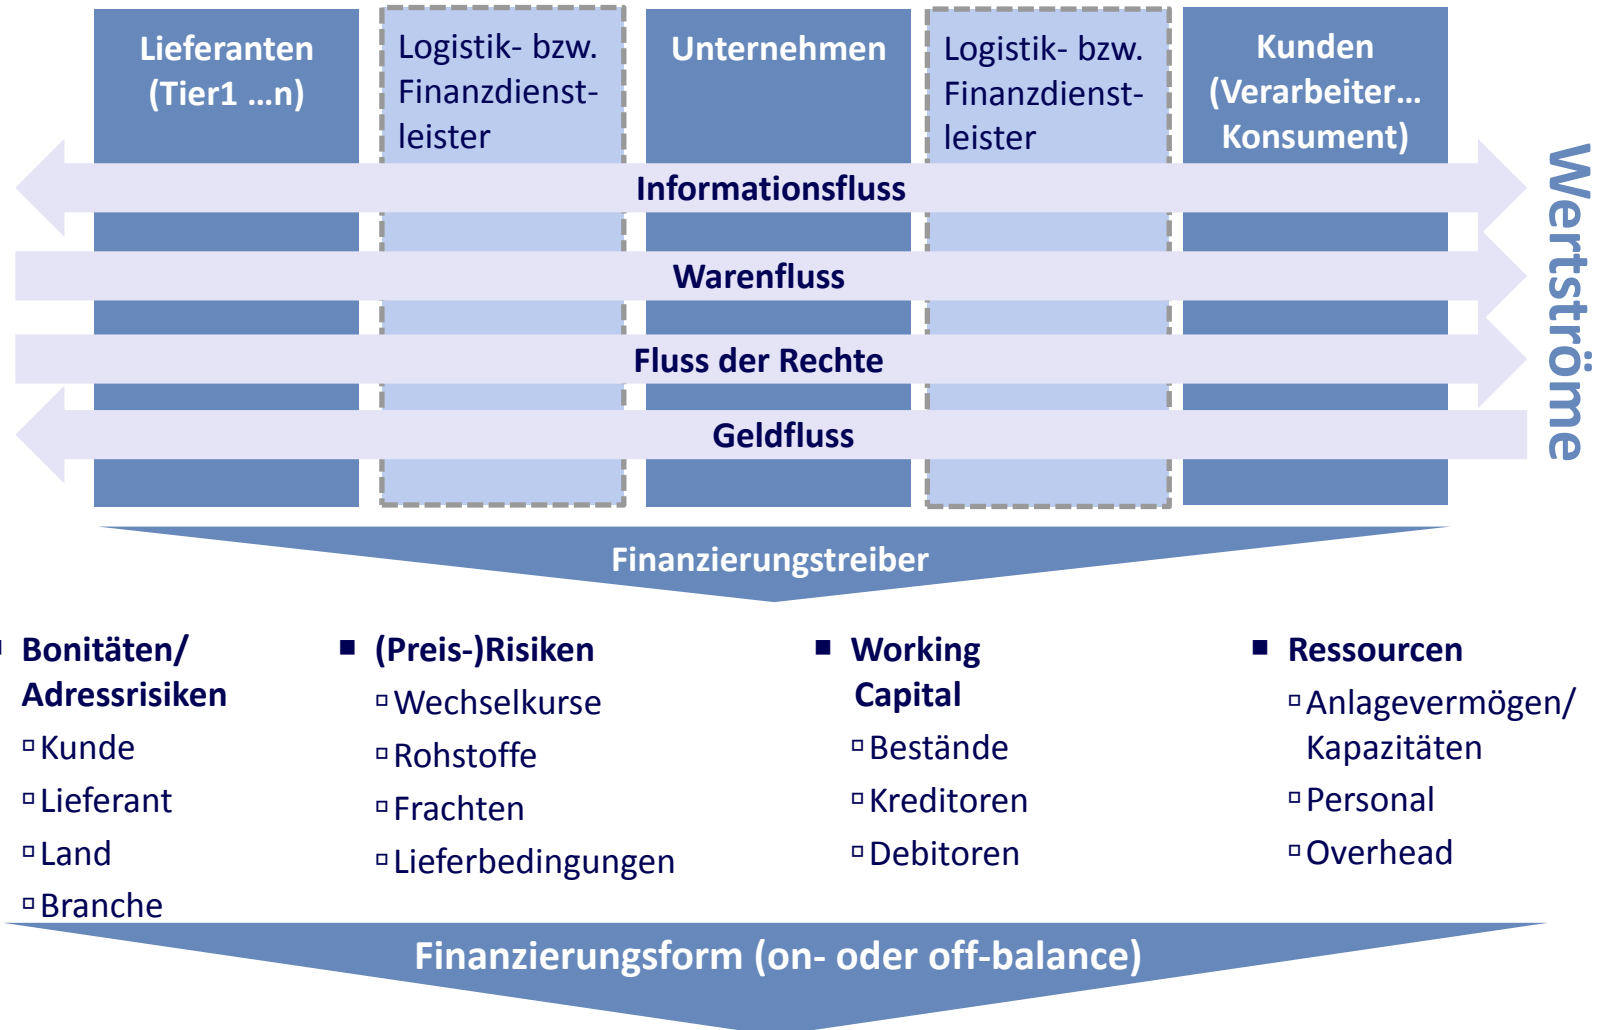 Lieferanten
(Tier1 ...n)
Logistik- bzw.
Finanzdienst-
leister
Unternehmen
Logistik- bzw.
Finanzdienst-
leister
Kunden
(Verarbeiter...
Konsument)
Informationsfluss
Warenfluss
Fluss der Rechte
Geldfluss
Wertströme
Finanzierungstreiber
Bonitäten/
Adressrisiken
Kunde
Lieferant
Land
Branche
(Preis-)Risiken
Wechselkurse
Rohstoffe
Frachten
Lieferbedingungen
Working
Capital
Bestände
Kreditoren
Debitoren
Ressourcen
Anlagevermögen/
Kapazitäten
Personal
Overhead
Finanzierungsform (on- oder off-balance)